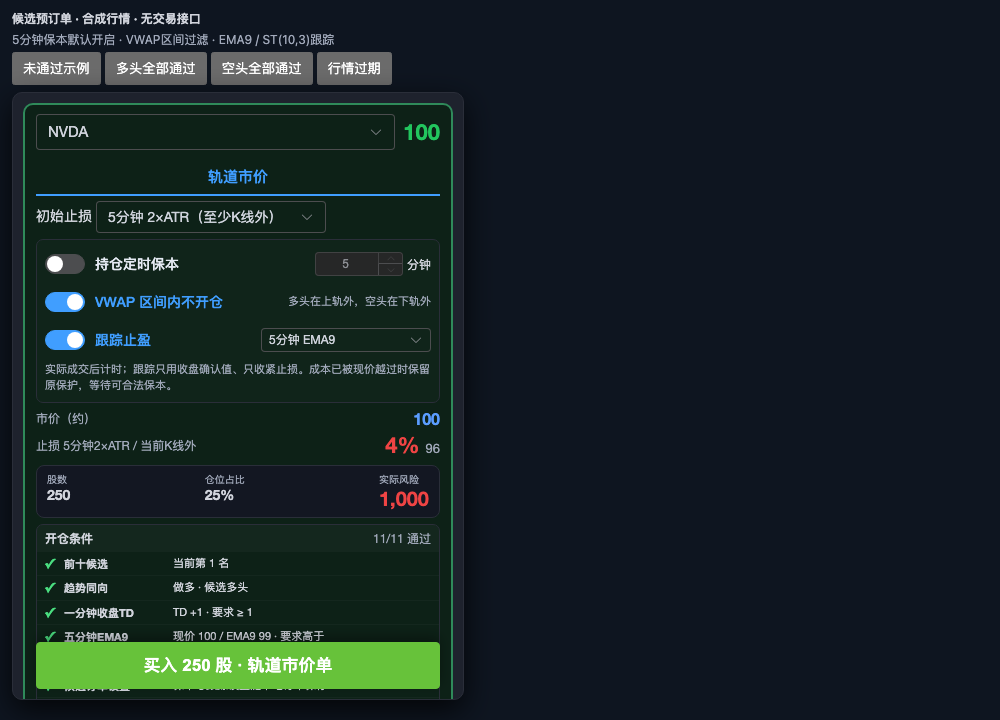 候选预订单 · 合成行情 · 无交易接口
5分钟保本默认开启 · VWAP区间过滤 · EMA9 / ST(10,3)跟踪
未通过示例 多头全部通过 空头全部通过 行情过期
NVDA 100
轨道市价
初始止损 5分钟 2×ATR（至少K线外）
持仓定时保本 5 分钟
VWAP 区间内不开仓 多头在上轨外，空头在下轨外
跟踪止盈 5分钟 EMA9
实际成交后计时；跟踪只用收盘确认值、只收紧止损。成本已被现价越过时保留
原保护，等待可合法保本。
市价（约） 100
止损 5分钟2×ATR / 当前K线外 4% 96
股数 仓位占比 实际风险
250 25% 1,000
开仓条件 11/11 通过
前十候选 当前第 1 名
趋势同向 做多 · 候选多头
一分钟收盘TD TD +1 · 要求 ≥ 1
五分钟EMA9 现价 100 / EMA9 99 · 要求高于
买入 250 股 · 轨道市价单